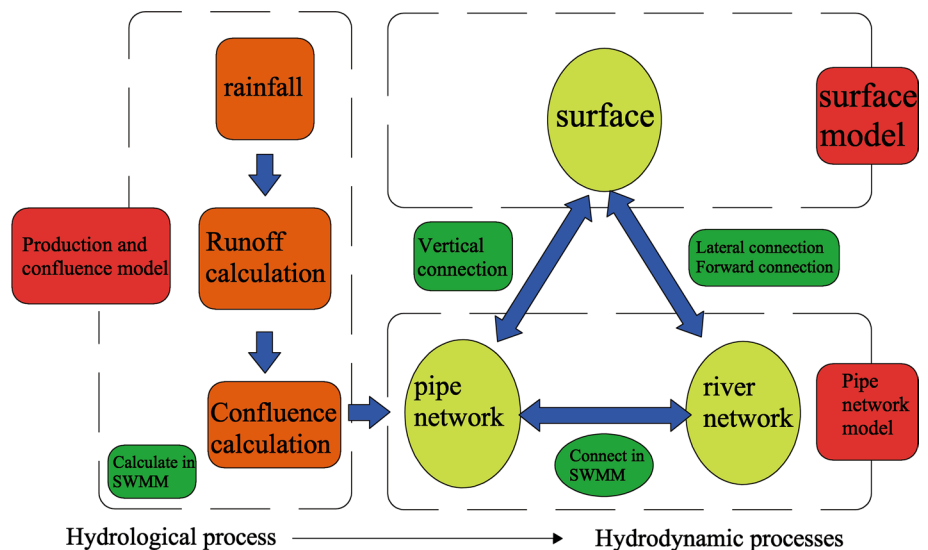 rainfall
surface
surface
model
Production and
confluence model
Runoff
calculation
Vertical
connection
Lateral connection
Forward connection
Confluence
calculation
pipe
network
river
network
Pipe
network
model
Calculate in
SWMM
Connect in
SWMM
Hydrological process
Hydrodynamic processes